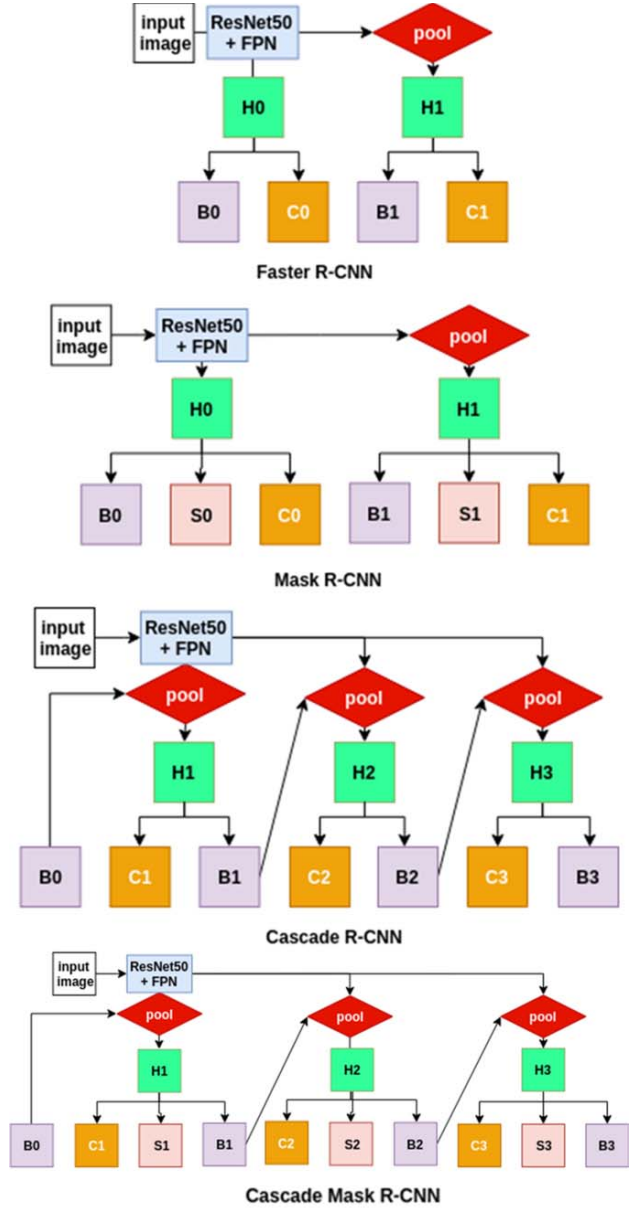 input
image
ResNet50
+ FPN
pool
H0
H1
B0
C0
B1
C1
Faster R-CNN
input
image
ResNet50
+ FPN
pool
H0
H1
B0
S0
C0
B1
S1
C1
Mask R-CNN
input
image
ResNet50
+ FPN
pool
pool
pool
H1
H2
H3
B0
C1
B1
C2
B2
C3
B3
Cascade R-CNN
input
image
ResNet50
+ FPN
pool
pool
pool
H1
H2
H3
B0
C1
S1
B1
C2
S2
B2
C3
S3
B3
Cascade Mask R-CNN